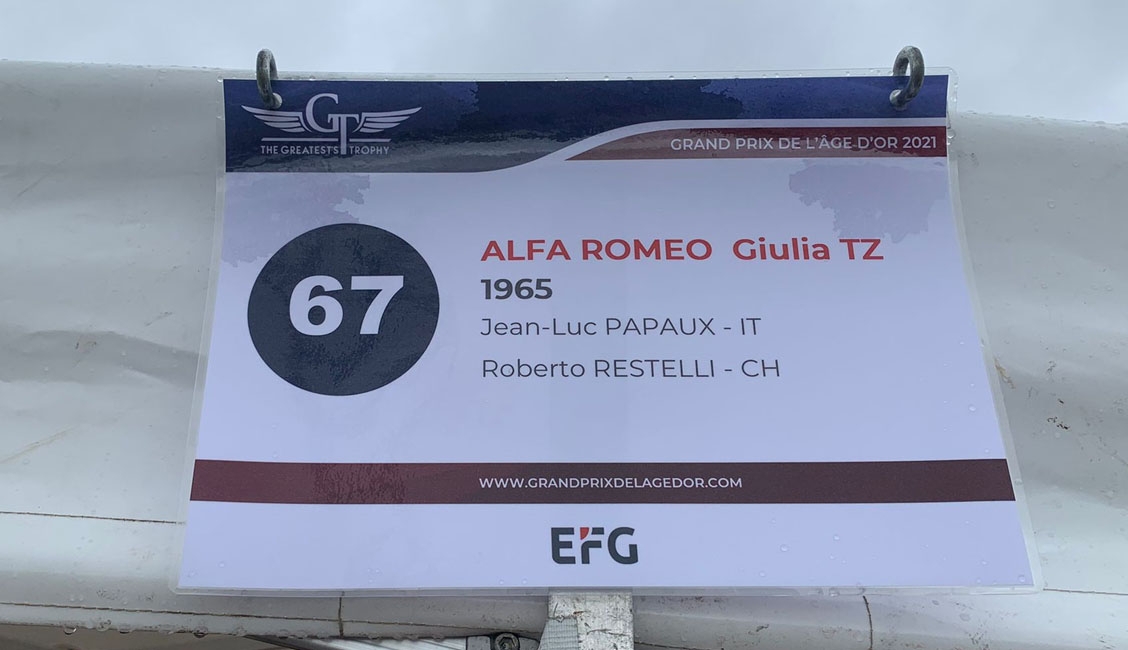 GT
THE GREATEST'S TROPHY
GRAND PRIX DE L'ÂGE D'OR 2021
67
ALFA ROMEO Giulia TZ
1965
Jean-Luc PAPAUX - IT
Roberto RESTELLI - CH
WWW.GRANDPRIXDELAGEDOR.COM
EFG